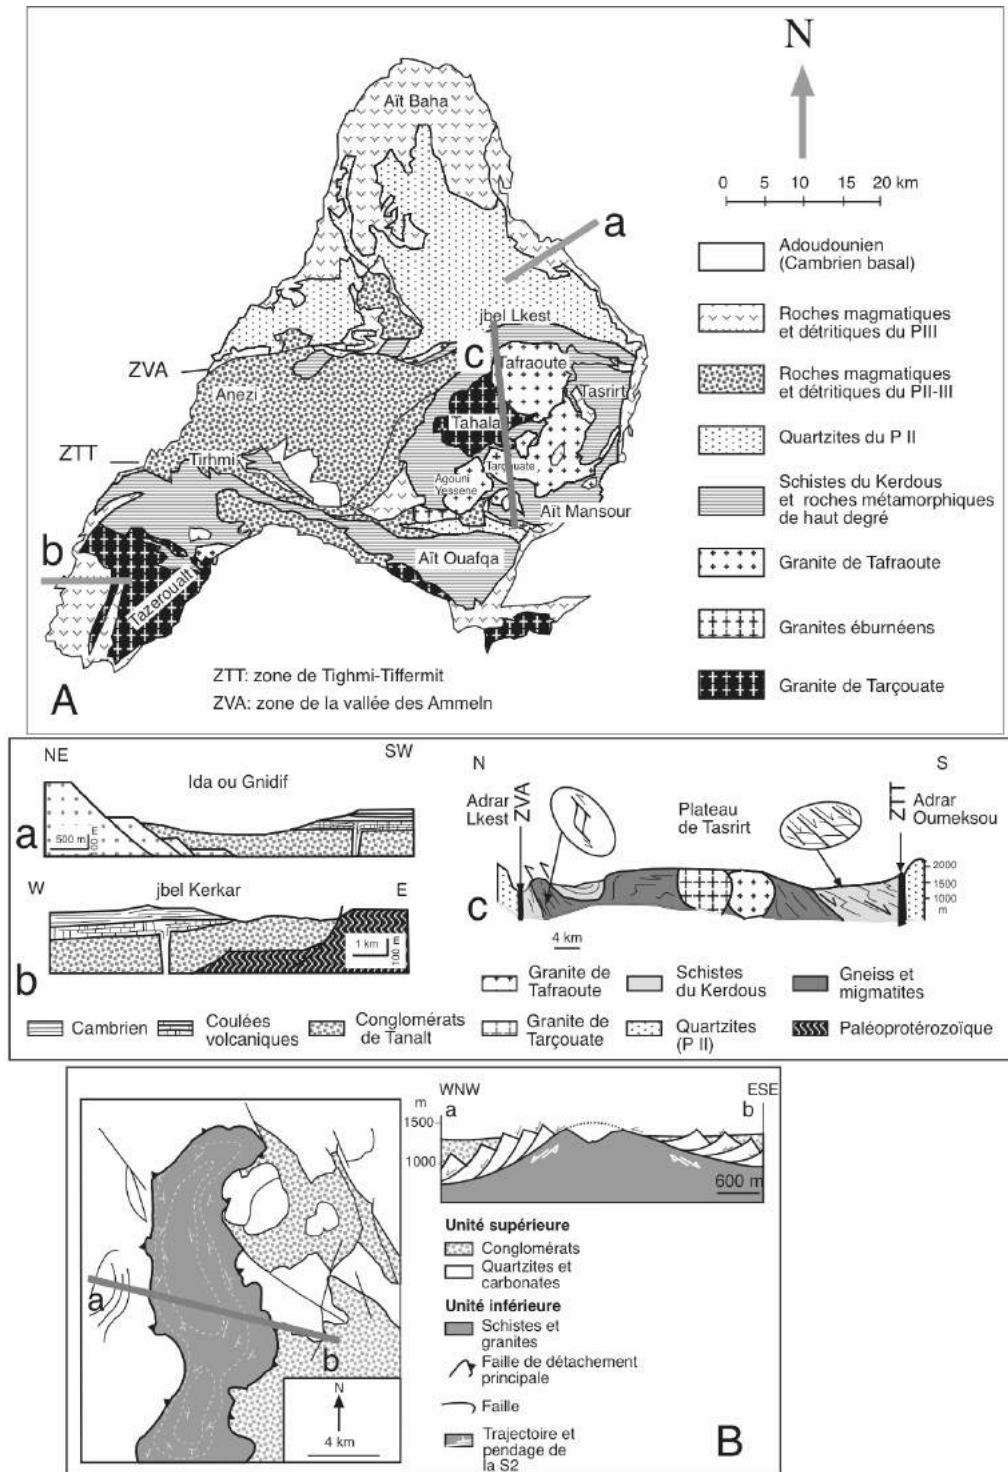 N
0 5 10 15 20 km
Aït Baha
a
jbel Lkest
c
ZVA
Tafraoute
Anezi
Tasrirt
Tahala
ZTT
Tirhmi
Tarçouate
Agouni
Yessene
Aït Mansour
b
Aït Ouafqa
Tazeroualt
ZTT: zone de Tighmi-Tiffermit
ZVA: zone de la vallée des Ammeln
A
Adoudounien
(Cambrien basal)
Roches magmatiques
et détritiques du PIII
Roches magmatiques
et détritiques du PII-III
Quartzites du P II
Schistes du Kerdous
et roches métamorphiques
de haut degré
Granite de Tafraoute
Granites éburnéens
Granite de Tarçouate
NE
SW
Ida ou Gnidif
a
500 m
100 m
W
E
jbel Kerkar
b
1 km
100 m
N
S
Adrar
Lkest
ZVA
Plateau
de Tasrirt
ZTT
Adrar
Oumeksou
2000
1500
1000
m
c
4 km
Cambrien
Coulées
volcaniques
Conglomérats
de Tanalt
Granite de
Tafraoute
Schistes
du Kerdous
Gneiss et
migmatites
Granite de
Tarçouate
Quartzites
(P II)
Paléoprotérozoïque
a
b
N
4 km
WNW
ESE
m
a
b
1500
1000
600 m
Unité supérieure
Conglomérats
Quartzites et
carbonates
Unité inférieure
Schistes et
granites
Faille de détachement
principale
Faille
Trajectoire et
pendage de
la S2
B